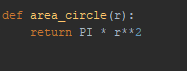 def area_circle(r):
    return PI * r**2